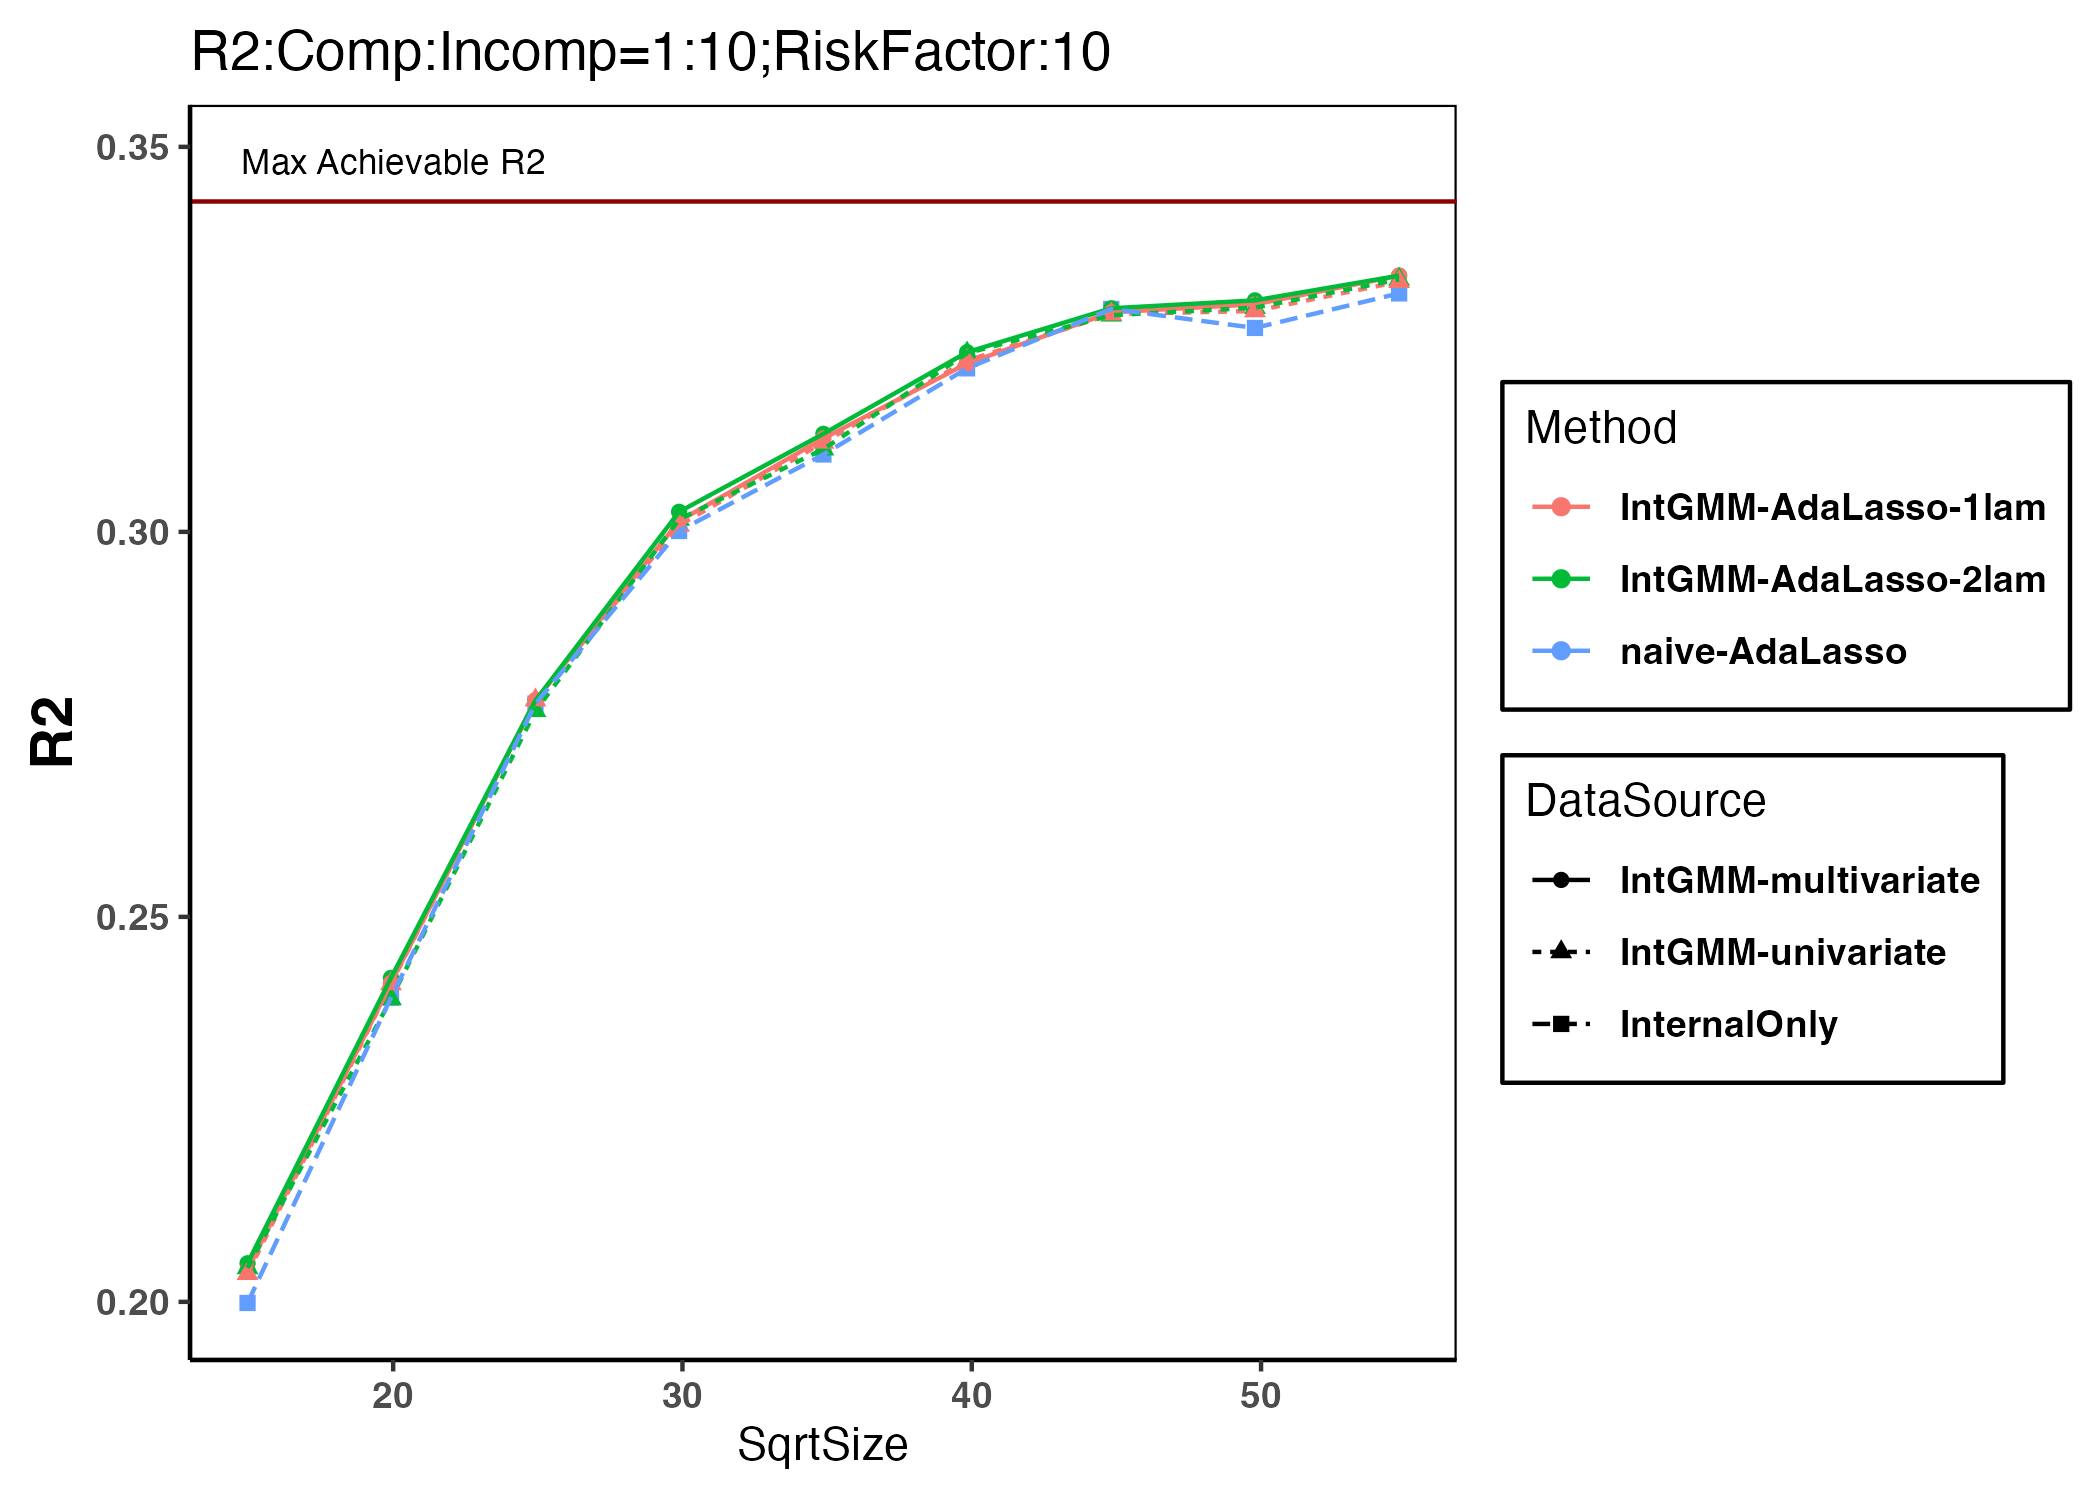 R2:Comp:Incomp=1:10;RiskFactor:10
0.35
Max Achievable R2
0.30
0.25
0.20
R2
20 30 40 50
SqrtSize
Method
IntGMM-AdaLasso-1lam
IntGMM-AdaLasso-2lam
naive-AdaLasso
DataSource
IntGMM-multivariate
IntGMM-univariate
InternalOnly